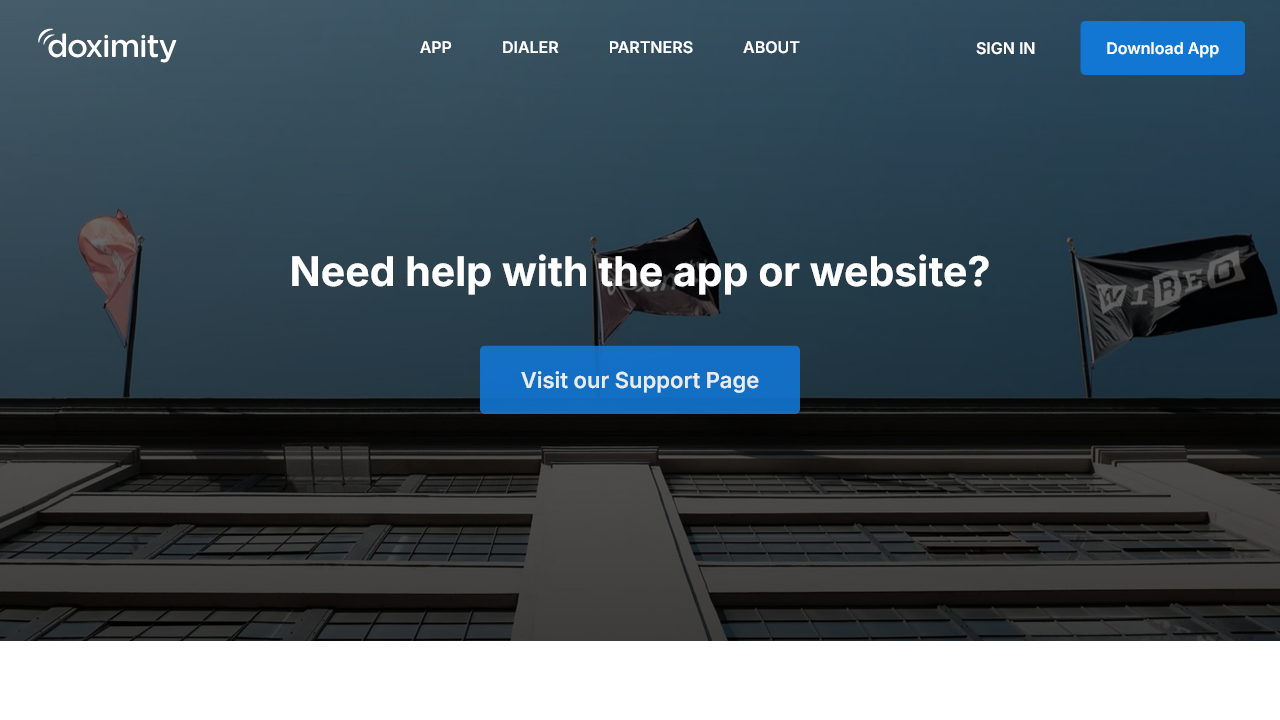 doximity
APP
DIALER
PARTNERS
ABOUT
SIGN IN
Download App
Need help with the app or website?
WIRED
Visit our Support Page